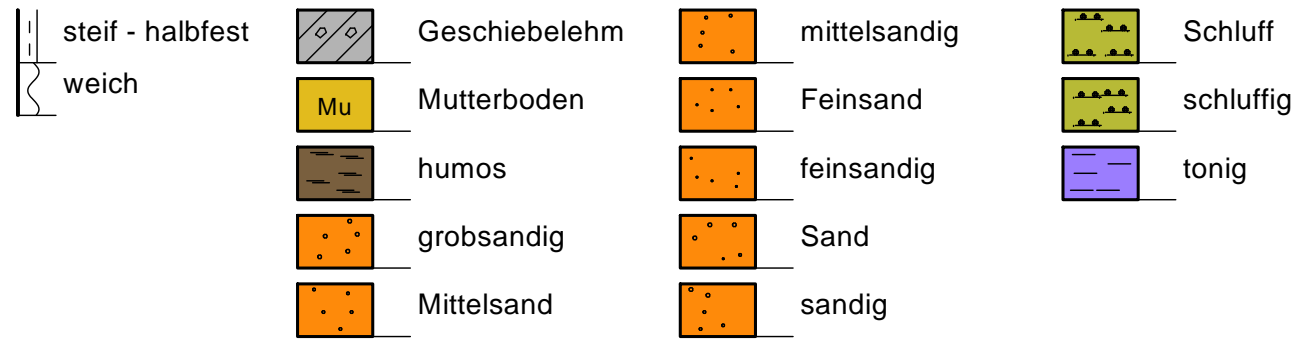 steif - halbfest
weich
Geschiebelehm
Mu
Mutterboden
humos
grobsandig
Mittelsand
mittelsandig
Feinsand
feinsandig
Sand
sandig
Schluff
schluffig
tonig